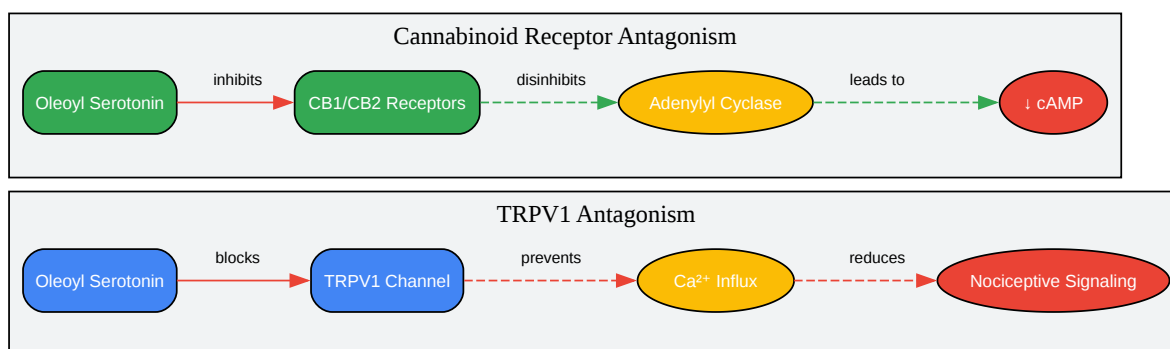 Cannabinoid Receptor Antagonism
Oleoyl Serotonin
inhibits
CB1/CB2 Receptors
disinhibits
Adenylyl Cyclase
leads to
↓ cAMP
TRPV1 Antagonism
Oleoyl Serotonin
blocks
TRPV1 Channel
prevents
Ca²⁺ Influx
reduces
Nociceptive Signaling